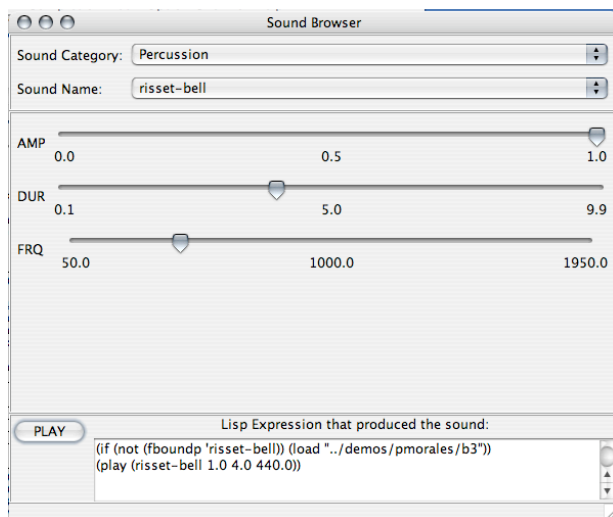 Sound Browser
Sound Category: Percussion
Sound Name: risset-bell
AMP
0.0 0.5 1.0
DUR
0.1 5.0 9.9
FRQ
50.0 1000.0 1950.0
PLAY
Lisp Expression that produced the sound:
(if (not (fboundp 'risset-bell)) (load "../demos/pmorales/b3"))
(play (risset-bell 1.0 4.0 440.0))